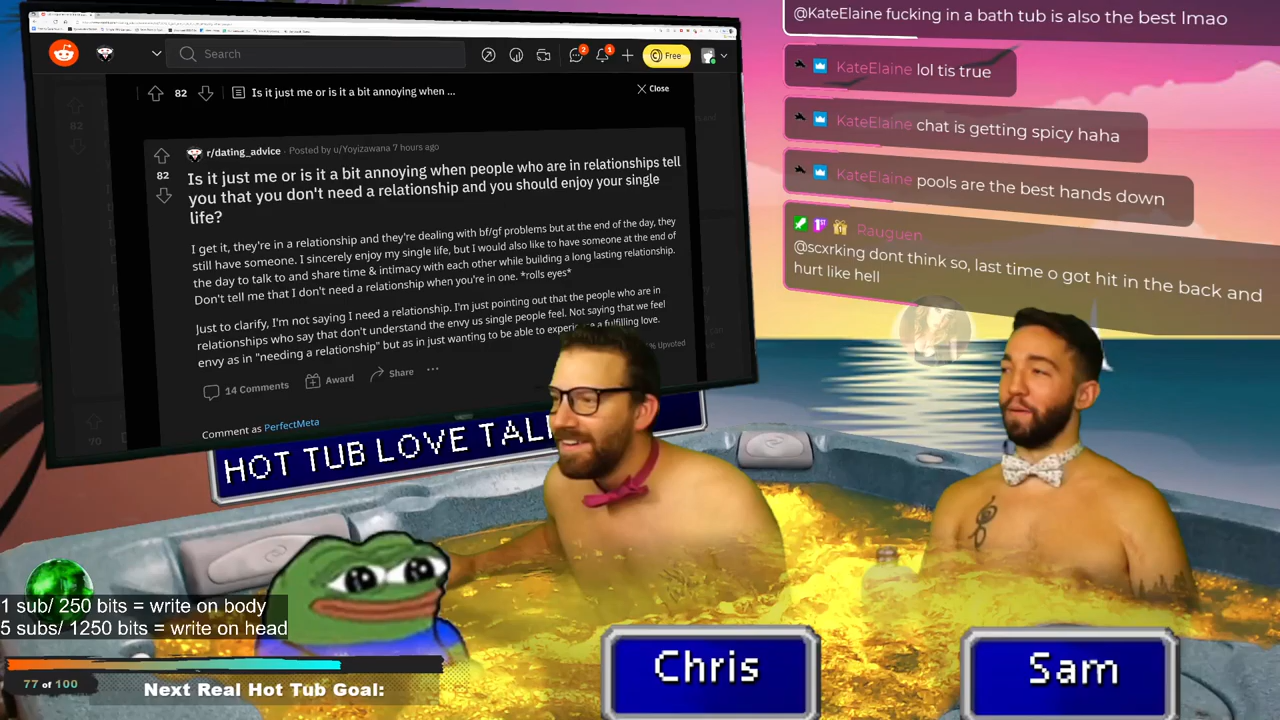 Search
2
1
Free
82
Is it just me or is it a bit annoying when ...
Close
r/dating_advice · Posted by u/Yoyizawana 7 hours ago
82
Is it just me or is it a bit annoying when people who are in relationships tell
you that you don't need a relationship and you should enjoy your single
life?
I get it, they're in a relationship and they're dealing with bf/gf problems but at the end of the day, they
still have someone. I sincerely enjoy my single life, but I would also like to have someone at the end of
the day to talk to and share time & intimacy with each other while building a long lasting relationship.
Don't tell me that I don't need a relationship when you're in one. *rolls eyes*
Just to clarify, I'm not saying I need a relationship. I'm just pointing out that the people who are in
relationships who say that don't understand the envy us single people feel. Not saying that we feel
envy as in "needing a relationship" but as in just wanting to be able to experience a fulfilling love.
% Upvoted
14 Comments
Award
Share
Comment as PerfectMeta
82
70
HOT TUB LOVE TAL
@KateElaine fucking in a bath tub is also the best lmao
KateElaine lol tis true
KateElaine chat is getting spicy haha
KateElaine pools are the best hands down
Rauguen
@scxrking dont think so, last time o got hit in the back and
hurt like hell
1 sub/ 250 bits = write on body
5 subs/ 1250 bits = write on head
77 of 100
Next Real Hot Tub Goal:
Chris
Sam